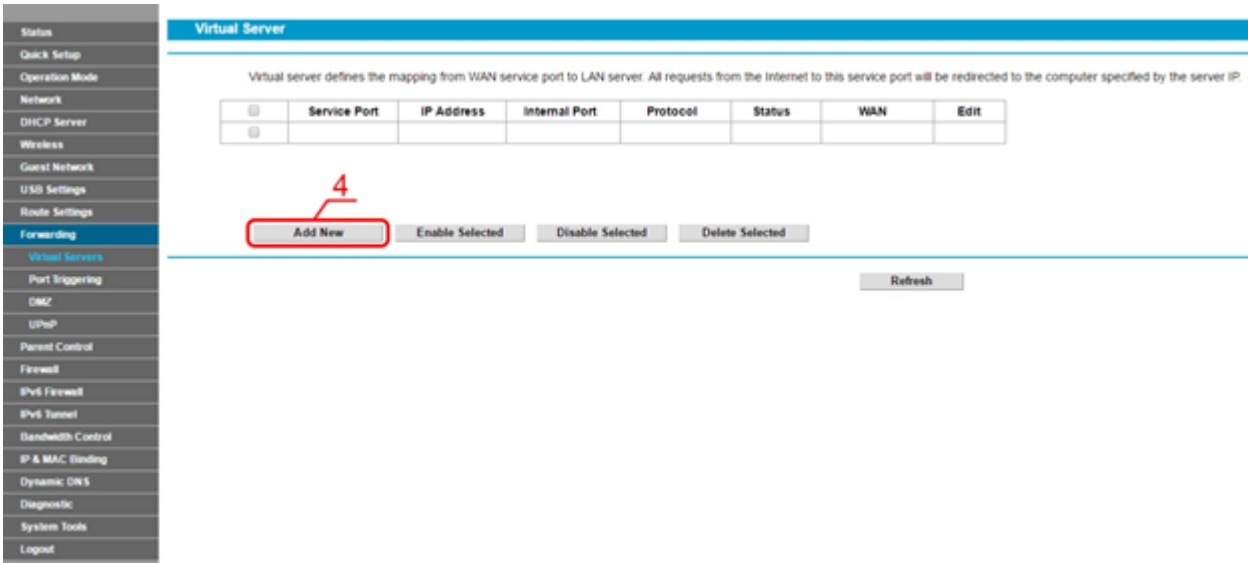 Status
Quick Setup
Operation Mode
Network
DHCP Server
Wireless
Guest Network
USB Settings
Route Settings
Forwarding
Virtual Servers
Port Triggering
DMZ
UPnP
Parent Control
Firewall
IPv6 Firewall
IPv6 Tunnel
Bandwidth Control
IP & MAC Binding
Dynamic DNS
Diagnostic
System Tools
Logout
Virtual Server
Virtual server defines the mapping from WAN service port to LAN server. All requests from the Internet to this service port will be redirected to the computer specified by the server IP.
Service Port IP Address Internal Port Protocol Status WAN Edit
4
Add New Enable Selected Disable Selected Delete Selected
Refresh